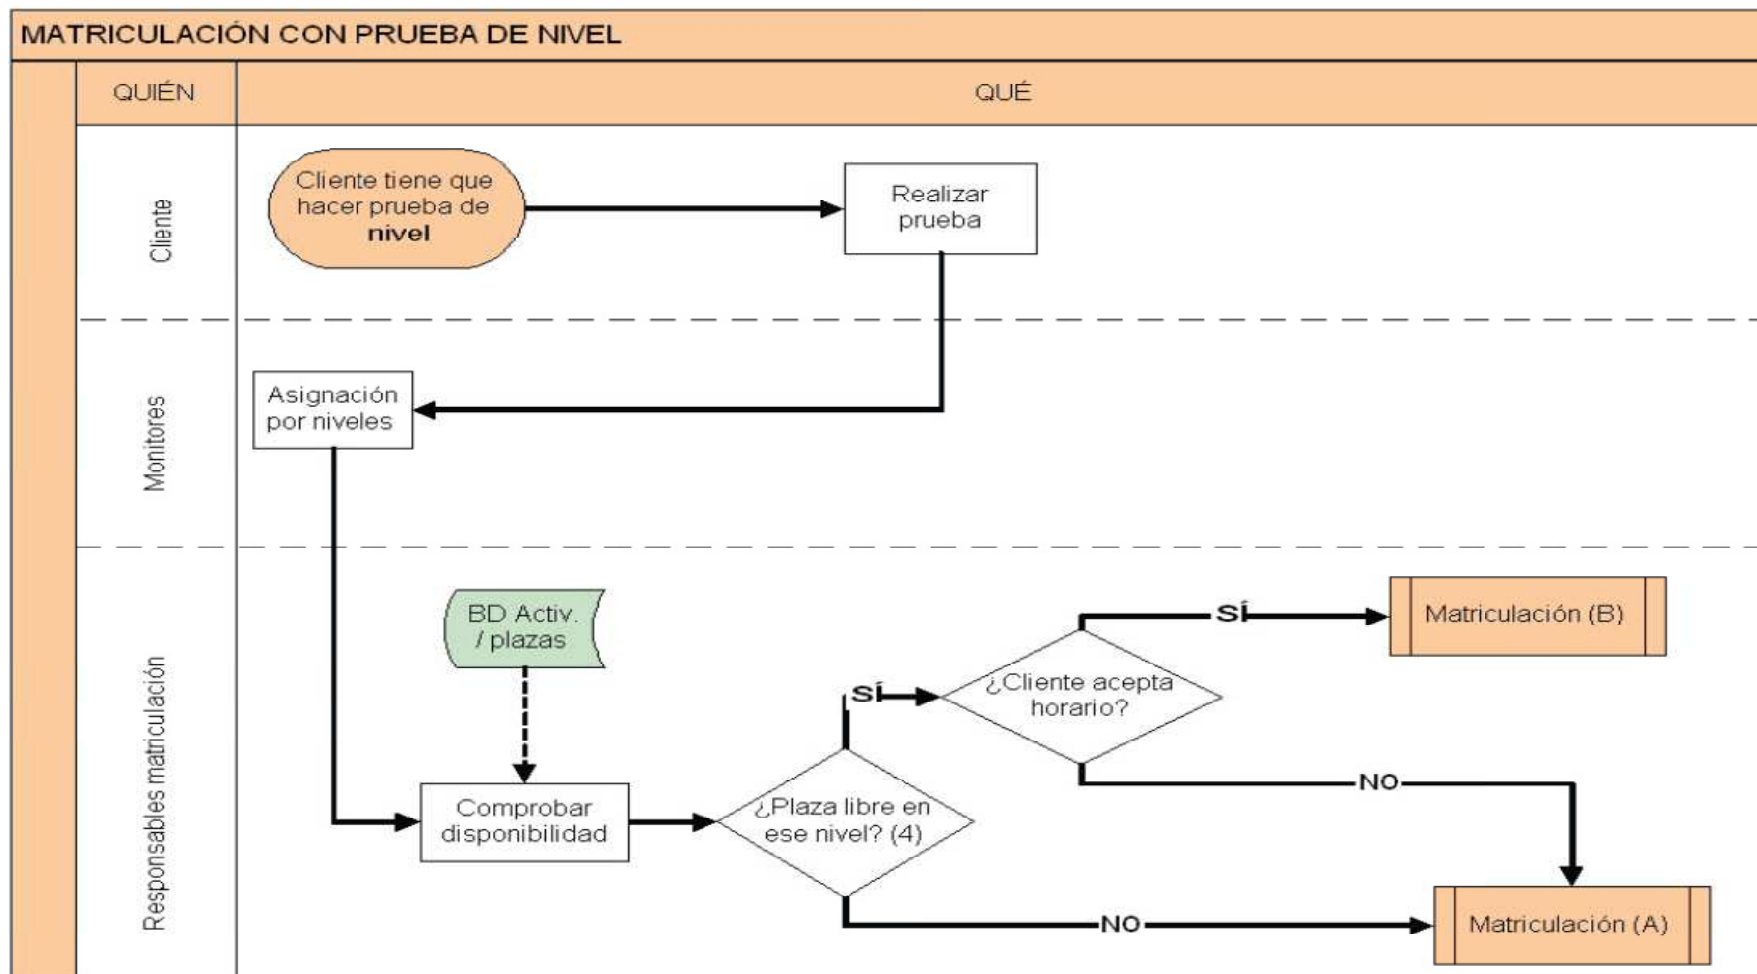 MATRICULACIÓN CON PRUEBA DE NIVEL
QUIÉN
QUÉ
Cliente
Cliente tiene que
hacer prueba de
nivel
Realizar
prueba
Monitores
Asignación
por niveles
Responsables matriculación
BD Activ.
/ plazas
Comprobar
disponibilidad
¿Plaza libre en
ese nivel? (4)
SÍ
¿Cliente acepta
horario?
SÍ
Matriculación (B)
NO
NO
Matriculación (A)